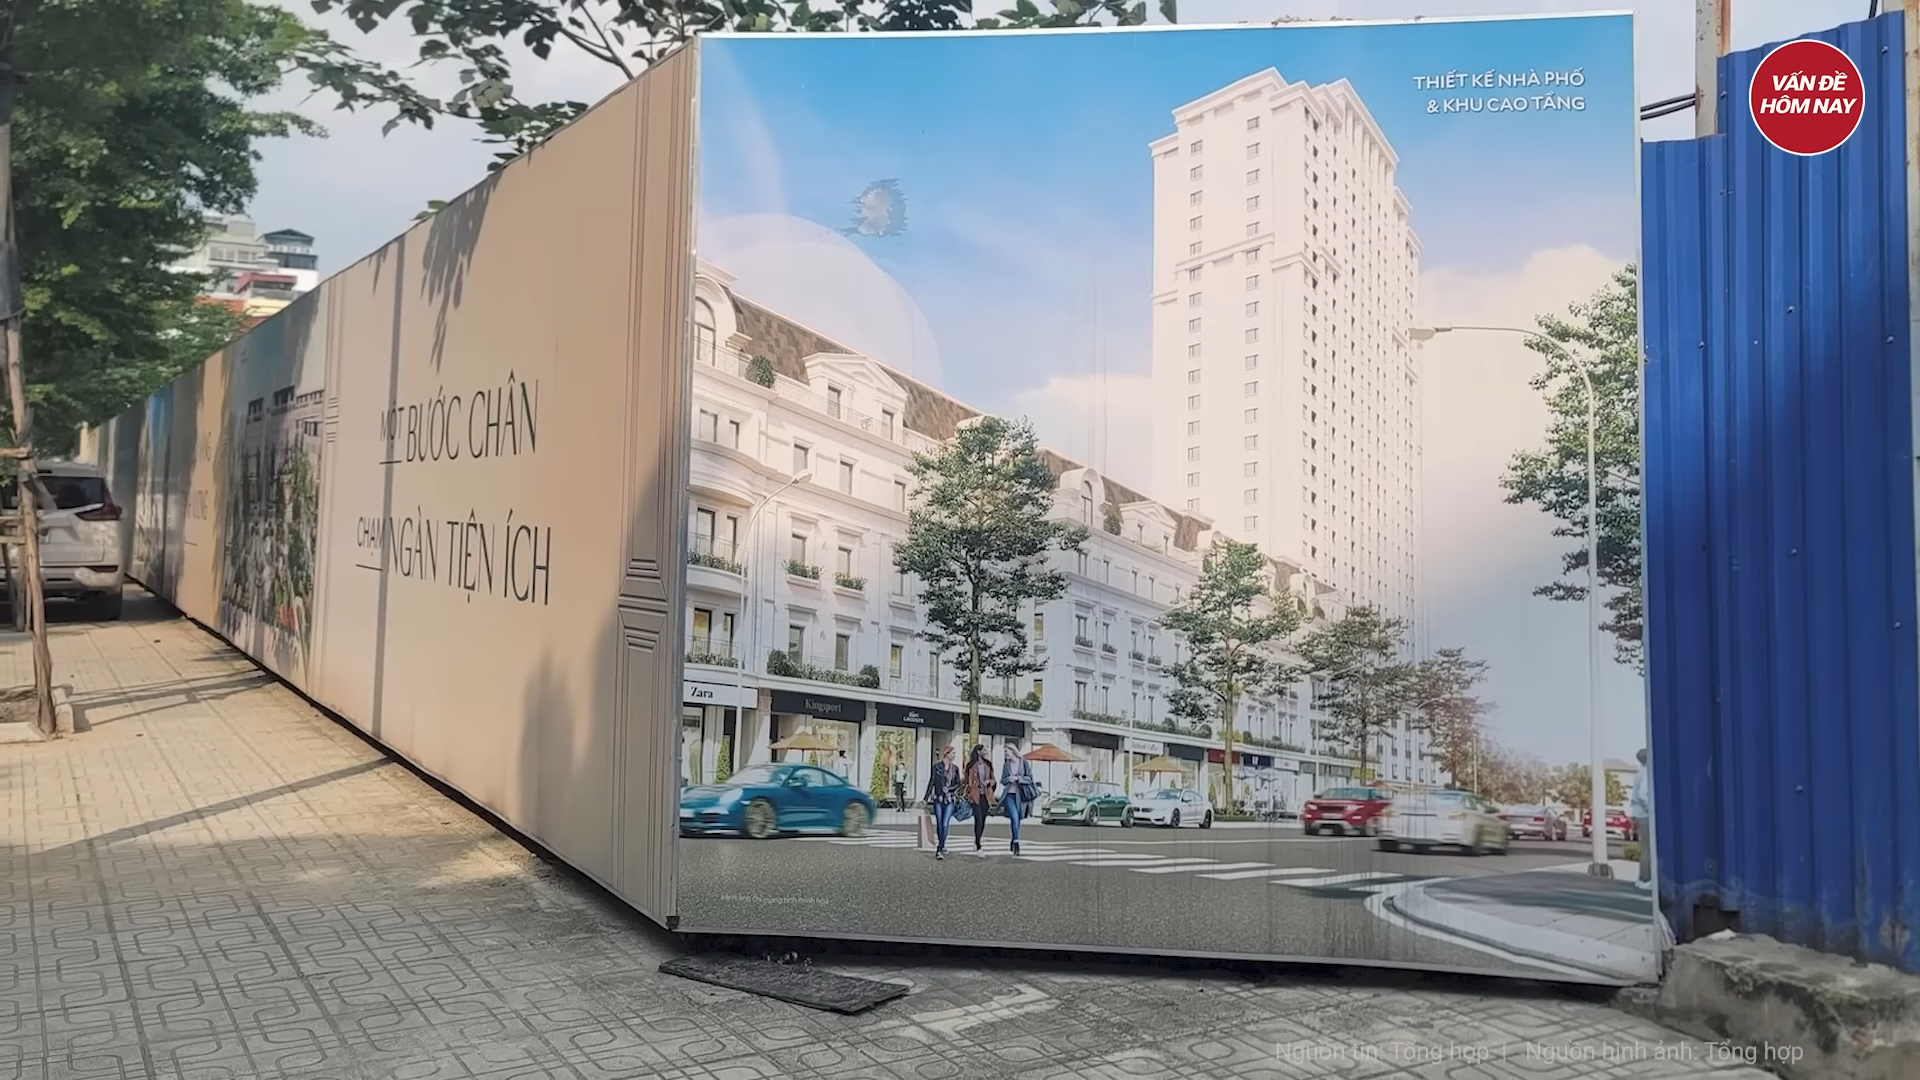 THIẾT KẾ NHÀ PHỐ
& KHU CAO TẦNG
VẤN ĐỀ
HÔM NAY
MỘT BƯỚC CHÂN
CHẠM NGÀN TIỆN ÍCH
Zara
Kingsport
LACOSTE
Nguồn tin: Tổng hợp | Nguồn hình ảnh: Tổng hợp